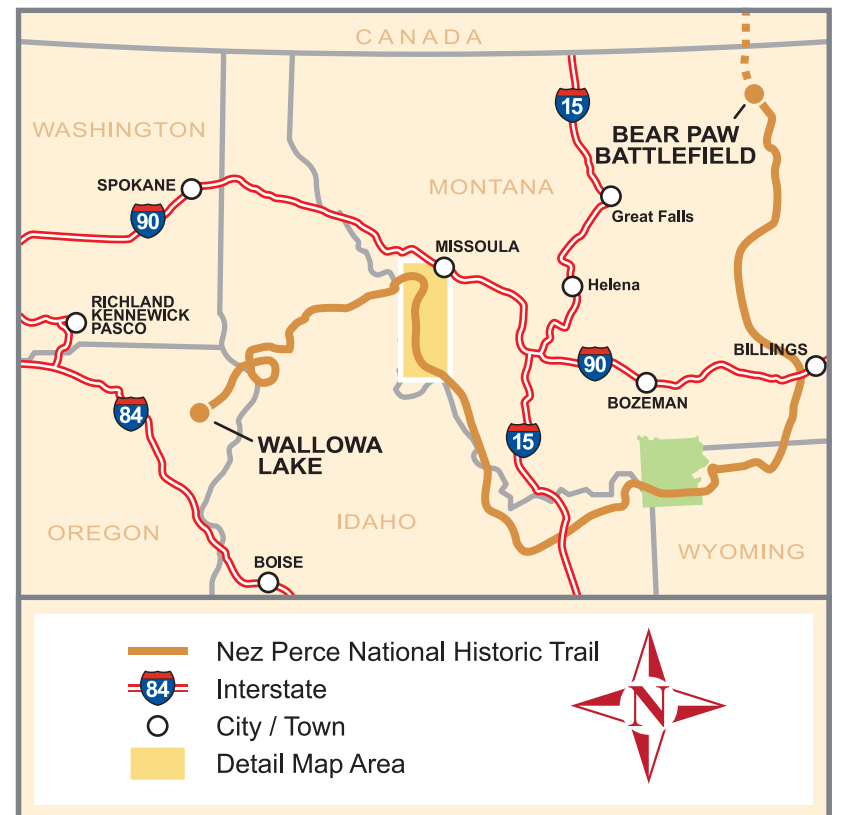 CANADA
WASHINGTON
15
BEAR PAW
BATTLEFIELD
SPOKANE
MONTANA
90
Great Falls
MISSOULA
Helena
RICHLAND
KENNEWICK
PASCO
BILLINGS
90
84
BOZEMAN
15
WALLOWA
LAKE
IDAHO
OREGON
WYOMING
BOISE
Nez Perce National Historic Trail
84 Interstate
City / Town
Detail Map Area
N